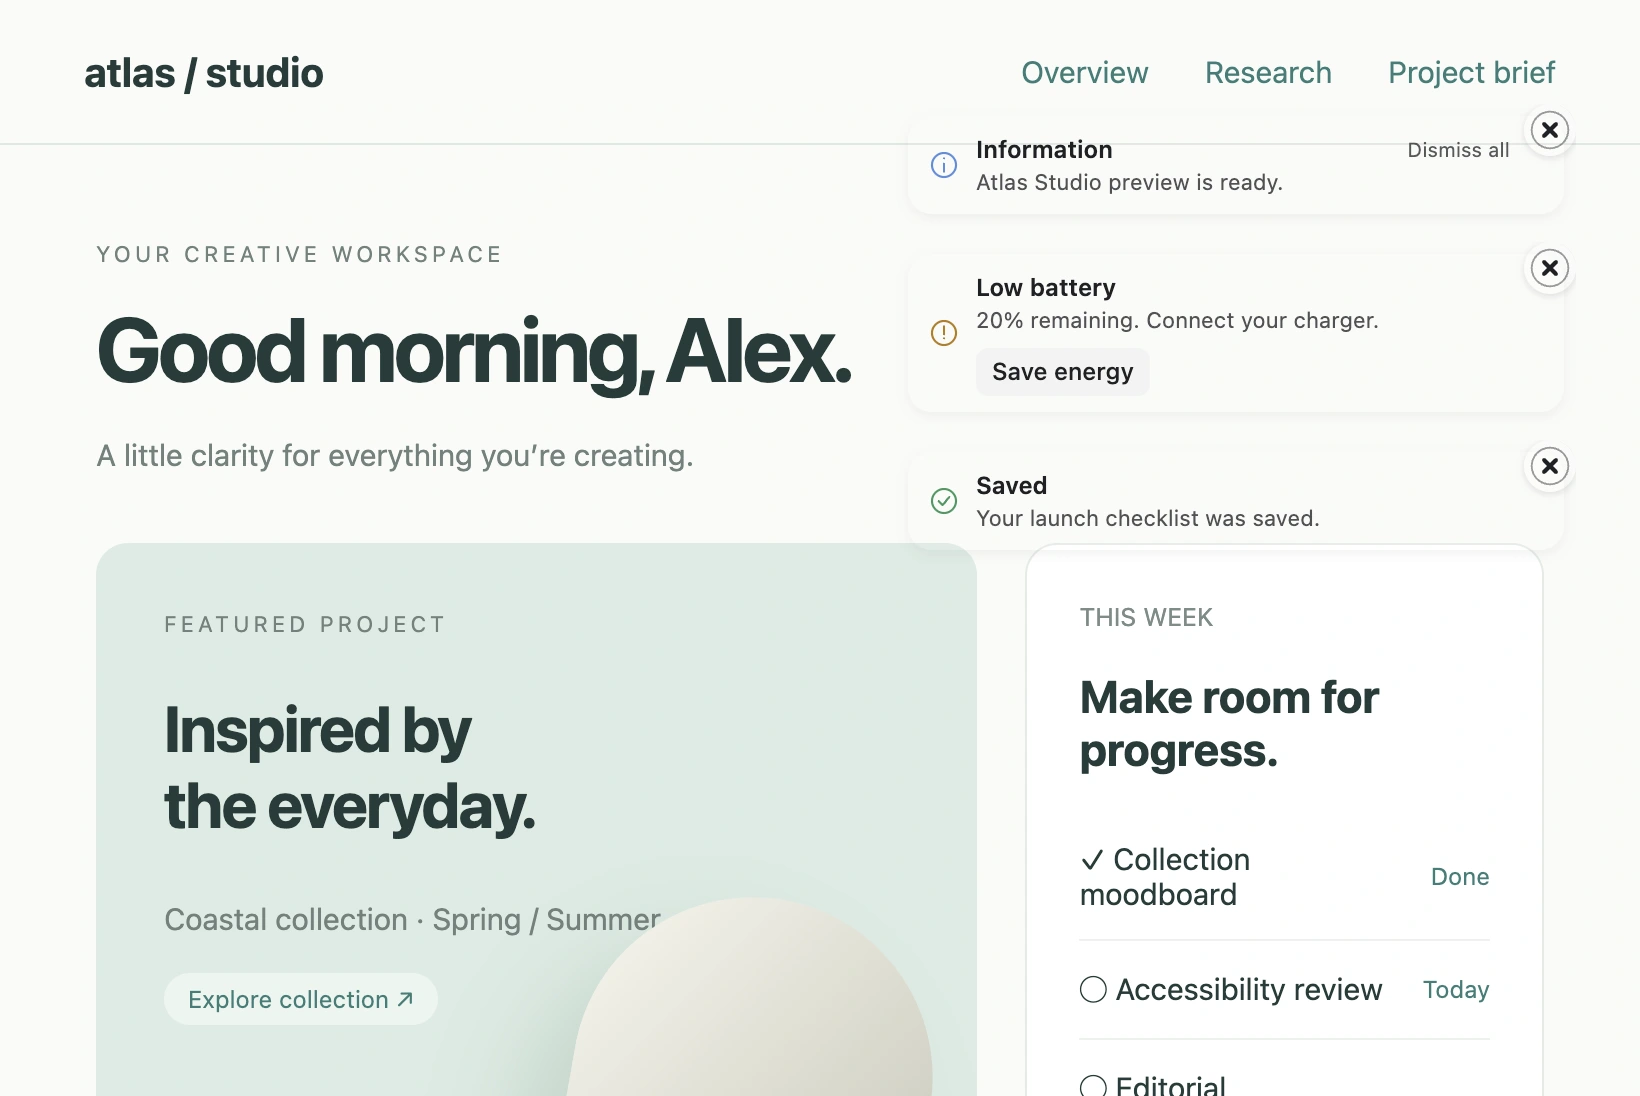 atlas / studio
Overview
Research
Project brief
Information
Dismiss all
Atlas Studio preview is ready.
Low battery
20% remaining. Connect your charger.
Save energy
Saved
Your launch checklist was saved.
YOUR CREATIVE WORKSPACE
Good morning, Alex.
A little clarity for everything you’re creating.
FEATURED PROJECT
Inspired by
the everyday.
Coastal collection · Spring / Summer
Explore collection ↗
THIS WEEK
Make room for
progress.
✓ Collection
moodboard
Done
○ Accessibility review
Today
○ Editorial